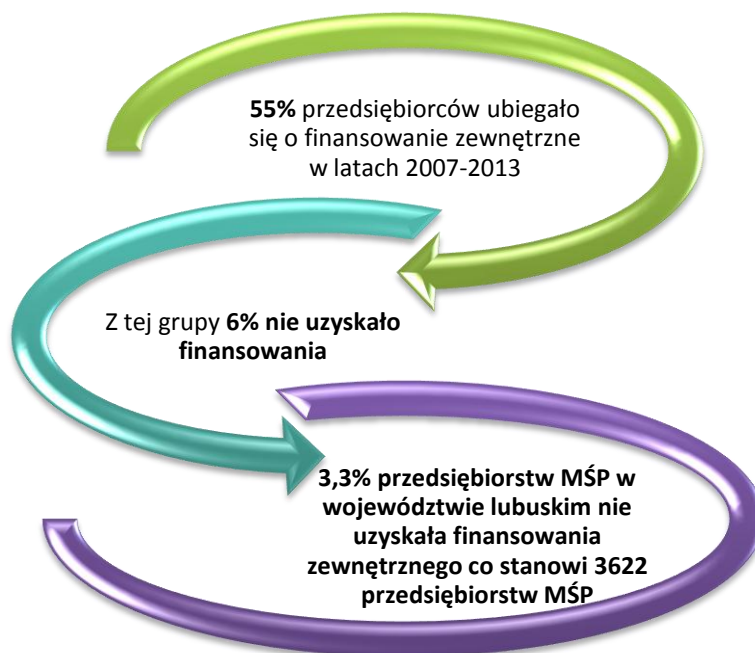 55% przedsiębiorców ubiegało
się o finansowanie zewnętrzne
w latach 2007-2013
Z tej grupy 6% nie uzyskało
finansowania
3,3% przedsiębiorstw MŚP w
województwie lubuskim nie
uzyskała finansowania
zewnętrznego co stanowi 3622
przedsiębiorstw MŚP